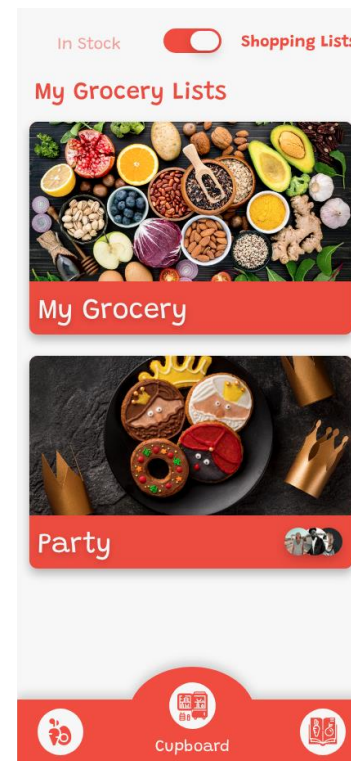 In Stock
Shopping Lists
My Grocery Lists
My Grocery
Party
Cupboard